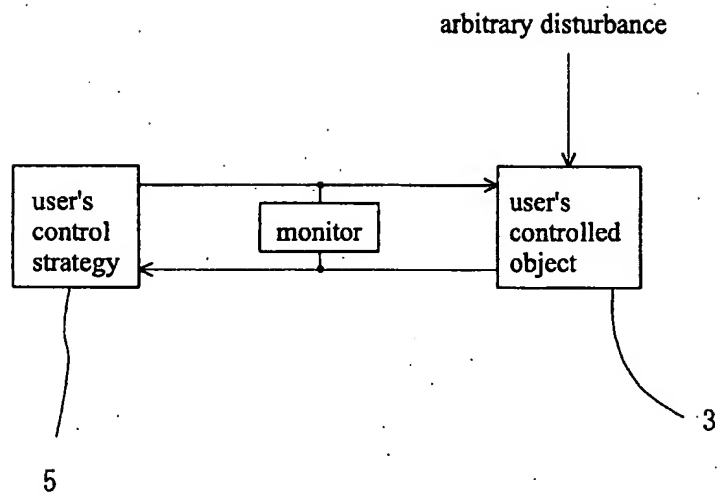 arbitrary disturbance
user's
control
strategy
monitor
user's
controlled
object
3
5